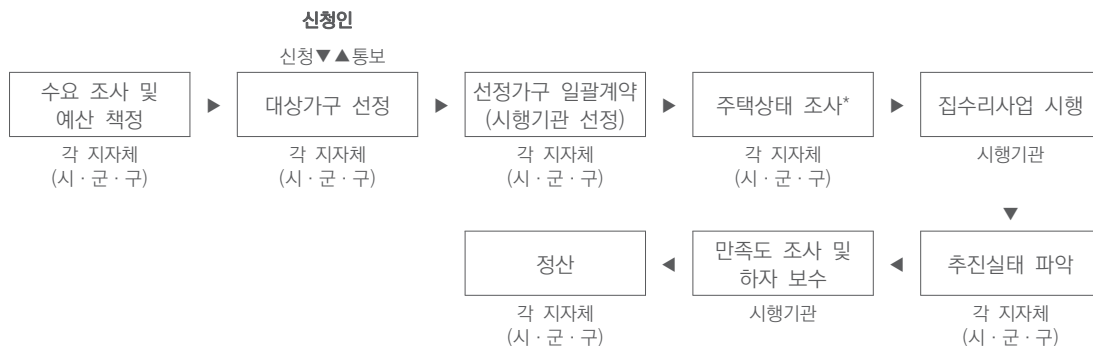 신청인
신청▼▲통보
수요 조사 및
예산 책정
각 지자체
(시 · 군 · 구)
▶
대상가구 선정
각 지자체
(시 · 군 · 구)
▶
선정가구 일괄계약
(시행기관 선정)
각 지자체
(시 · 군 · 구)
▶
주택상태 조사*
각 지자체
(시 · 군 · 구)
▶
집수리사업 시행
시행기관
▼
추진실태 파악
각 지자체
(시 · 군 · 구)
◀
만족도 조사 및
하자 보수
시행기관
◀
정산
각 지자체
(시 · 군 · 구)